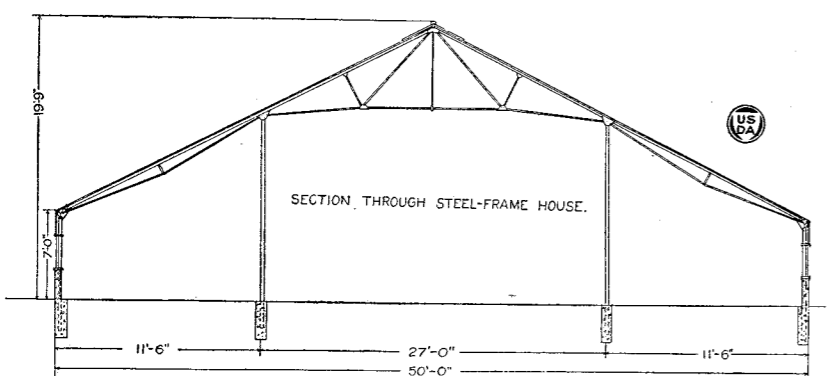 19'-9"
US
DA
SECTION THROUGH STEEL-FRAME HOUSE.
7'-0"
11'-6" 27'-0" 11'-6"
50'-0"